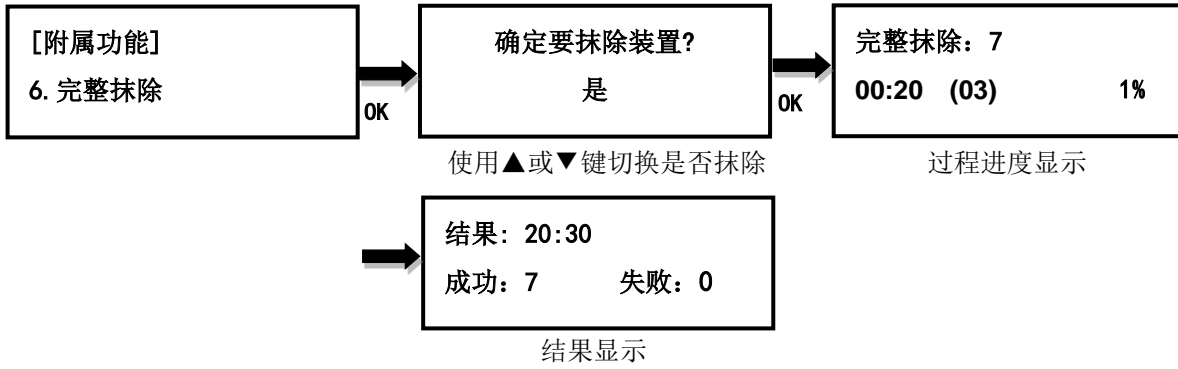 [附属功能]
6.完整抹除
OK
确定要抹除装置?
是
使用▲或▼键切换是否抹除
OK
完整抹除：7
00:20 (03) 1%
过程进度显示
结果: 20:30
成功：7 失败：0
结果显示